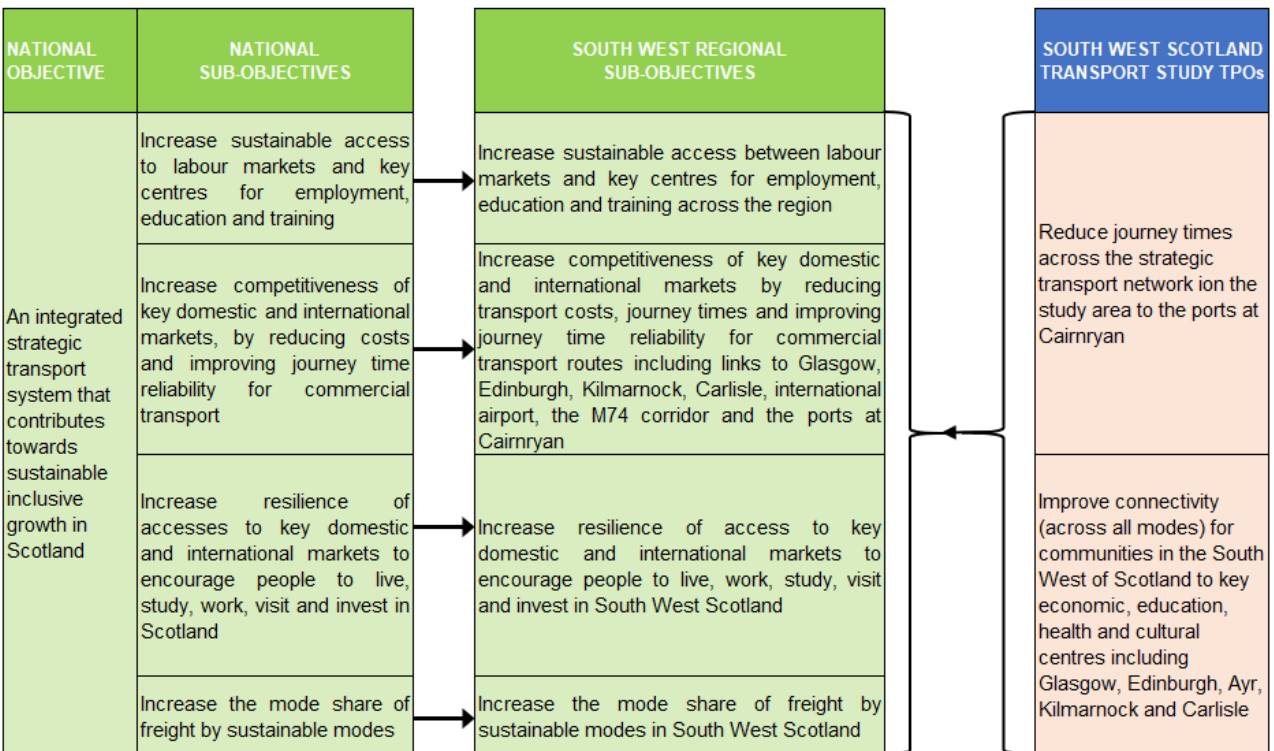 NATIONAL
OBJECTIVE
NATIONAL
SUB-OBJECTIVES
SOUTH WEST REGIONAL
SUB-OBJECTIVES
SOUTH WEST SCOTLAND
TRANSPORT STUDY TPOs
An integrated
strategic
transport
system that
contributes
towards
sustainable
inclusive
growth in
Scotland
Increase sustainable access
to labour markets and key
centres for employment,
education and training
Increase sustainable access between labour
markets and key centres for employment,
education and training across the region
Increase competitiveness of
key domestic and international
markets, by reducing costs
and improving journey time
reliability for commercial
transport
Increase competitiveness of key domestic
and international markets by reducing
transport costs, journey times and improving
journey time reliability for commercial
transport routes including links to Glasgow,
Edinburgh, Kilmarnock, Carlisle, international
airport, the M74 corridor and the ports at
Cairnryan
Increase resilience of
accesses to key domestic
and international markets to
encourage people to live,
study, work, visit and invest in
Scotland
Increase resilience of access to key
domestic and international markets to
encourage people to live, work, study, visit
and invest in South West Scotland
Increase the mode share of
freight by sustainable modes
Increase the mode share of freight by
sustainable modes in South West Scotland
Reduce journey times
across the strategic
transport network ion the
study area to the ports at
Cairnryan
Improve connectivity
(across all modes) for
communities in the South
West of Scotland to key
economic, education,
health and cultural
centres including
Glasgow, Edinburgh, Ayr,
Kilmarnock and Carlisle